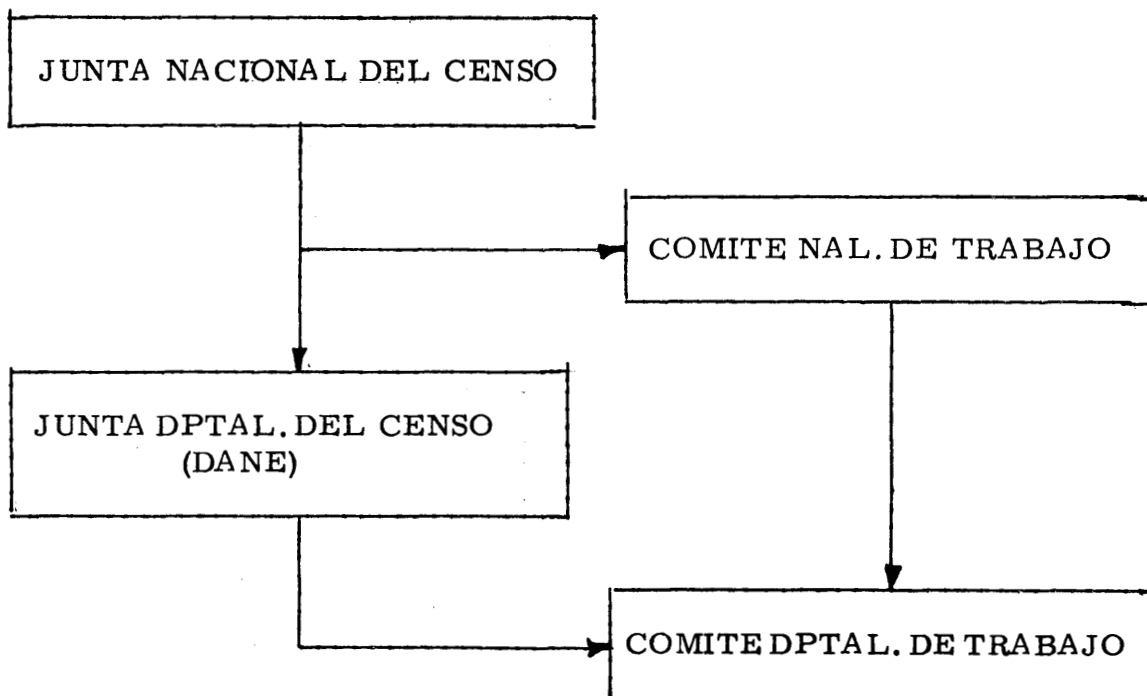 JUNTA NACIONAL DEL CENSO
COMITE NAL. DE TRABAJO
JUNTA DPTAL. DEL CENSO
(DANE)
COMITE DPTAL. DE TRABAJO